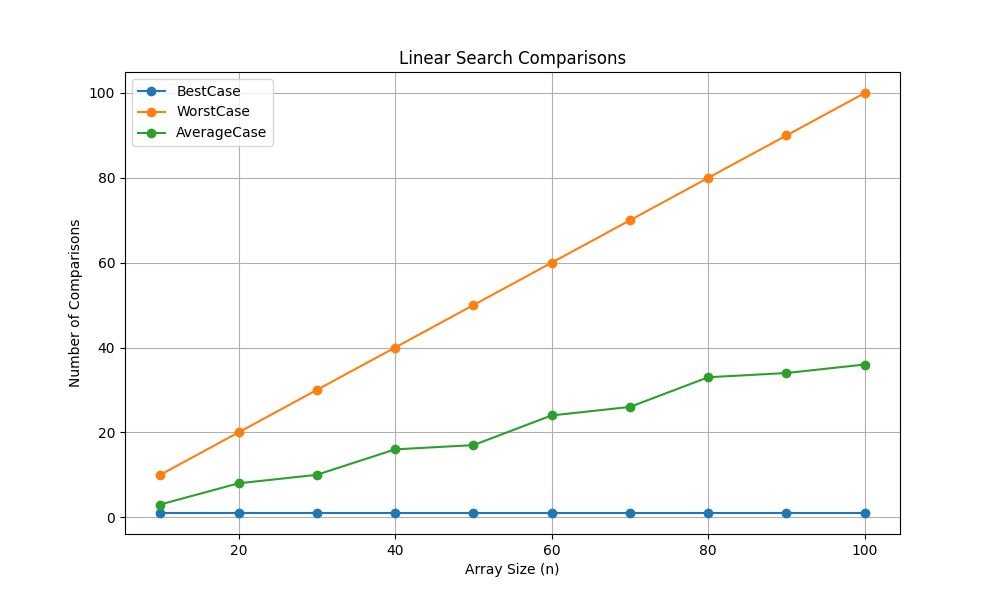 Linear Search Comparisons
BestCase
WorstCase
AverageCase
Number of Comparisons
100
80
60
40
20
0
20 40 60 80 100
Array Size (n)